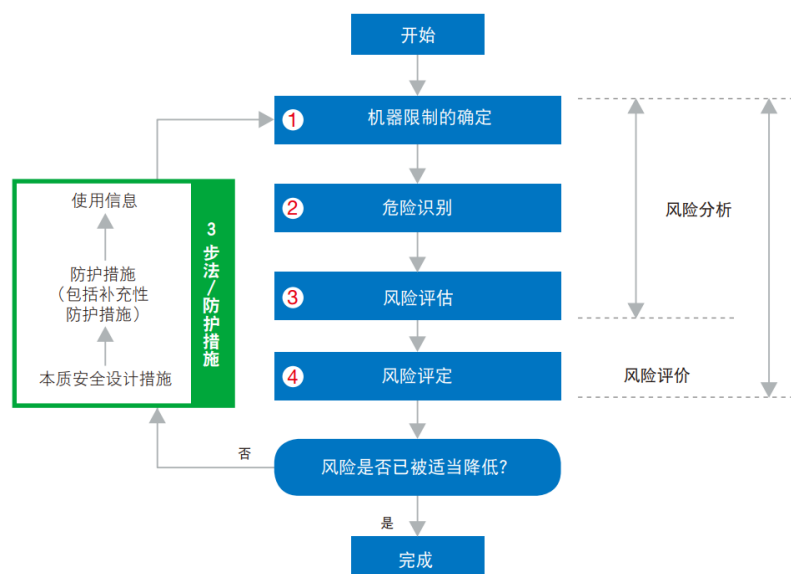 开始
① 机器限制的确定
② 危险识别
③ 风险评估
④ 风险评定
风险是否已被适当降低？
是
完成
否
使用信息
防护措施
（包括补充性
防护措施）
本质安全设计措施
3步法/防护措施
风险分析
风险评价